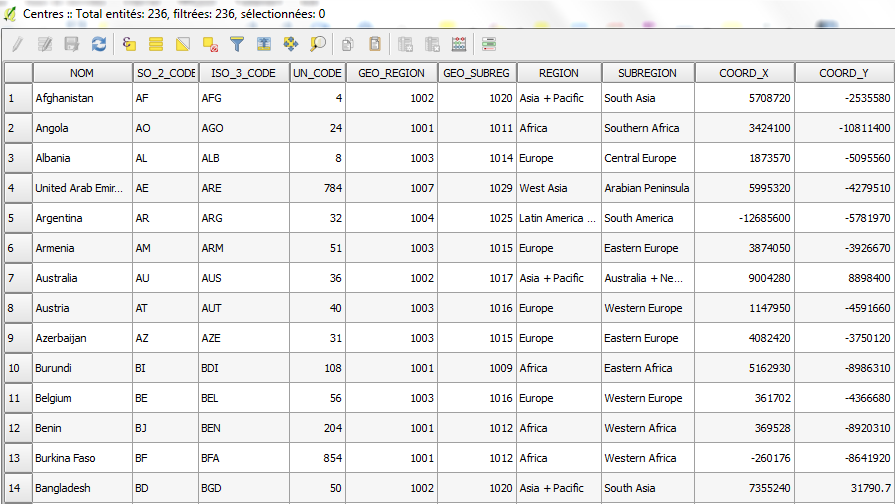 Centres :: Total entités: 236, filtrées: 236, sélectionnées: 0
NOM SO_2_CODE ISO_3_CODE UN_CODE GEO_REGION GEO_SUBREG REGION SUBREGION COORD_X COORD_Y
1 Afghanistan AF AFG 4 1002 1020 Asia + Pacific South Asia 5708720 -2535580
2 Angola AO AGO 24 1001 1011 Africa Southern Africa 3424100 -10811400
3 Albania AL ALB 8 1003 1014 Europe Central Europe 1873570 -5095560
4 United Arab Emir... AE ARE 784 1007 1029 West Asia Arabian Peninsula 5995320 -4279510
5 Argentina AR ARG 32 1004 1025 Latin America ... South America -12685600 -5781970
6 Armenia AM ARM 51 1003 1015 Europe Eastern Europe 3874050 -3926670
7 Australia AU AUS 36 1002 1017 Asia + Pacific Australia + Ne... 9004280 8898400
8 Austria AT AUT 40 1003 1016 Europe Western Europe 1147950 -4591660
9 Azerbaijan AZ AZE 31 1003 1015 Europe Eastern Europe 4082420 -3750120
10 Burundi BI BDI 108 1001 1009 Africa Eastern Africa 5162930 -8986310
11 Belgium BE BEL 56 1003 1016 Europe Western Europe 361702 -4366680
12 Benin BJ BEN 204 1001 1012 Africa Western Africa 369528 -8920310
13 Burkina Faso BF BFA 854 1001 1012 Africa Western Africa -260176 -8641920
14 Bangladesh BD BGD 50 1002 1020 Asia + Pacific South Asia 7355240 31790.7